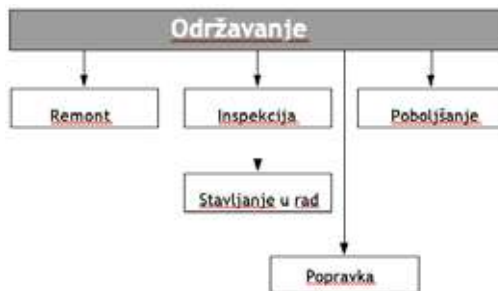 Održavanje
Remont
Inspekcija
Poboljšanje
Stavljanje u rad
Popravka